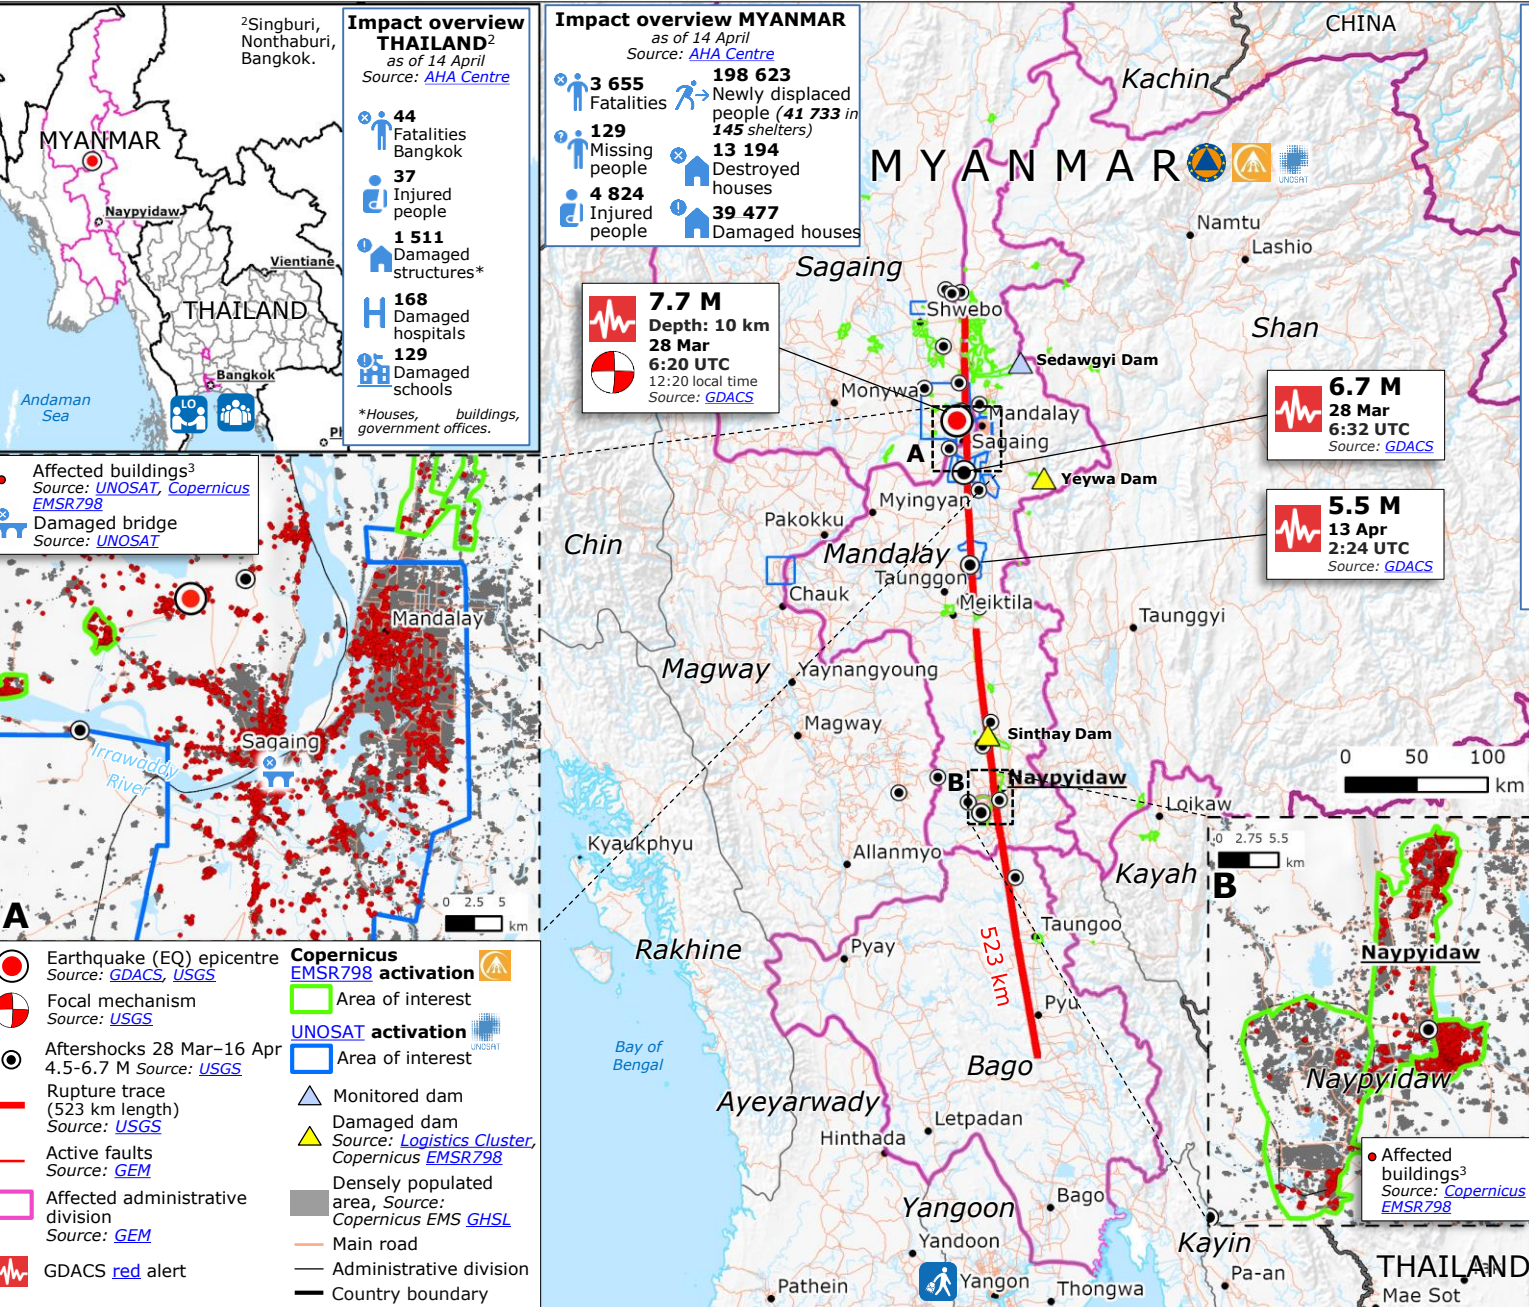 ²Singburi,
Nonthaburi,
Bangkok.
MYANMAR
Naypyidaw
Vientiane
THAILAND
Bangkok
Andaman
Sea
LO
Impact overview
THAILAND²
as of 14 April
Source: AHA Centre
44
Fatalities
Bangkok
37
Injured
people
1 511
Damaged
structures*
168
Damaged
hospitals
129
Damaged
schools
*Houses, buildings,
government offices.
Impact overview MYANMAR
as of 14 April
Source: AHA Centre
3 655
Fatalities
129
Missing
people
4 824
Injured
people
198 623
Newly displaced
people (41 733 in
145 shelters)
13 194
Destroyed
houses
39 477
Damaged houses
CHINA
Kachin
MYANMAR
UNOSAT
Namtu
Lashio
Sagaing
Shwebo
Shan
7.7 M
Depth: 10 km
28 Mar
6:20 UTC
12:20 local time
Source: GDACS
Sedawgyi Dam
Monywa
Mandalay
Sagaing
A
6.7 M
28 Mar
6:32 UTC
Source: GDACS
Yeywa Dam
Myingyan
Pakokku
Chin
Mandalay
Taunggon
5.5 M
13 Apr
2:24 UTC
Source: GDACS
Chauk
Meiktila
Taunggyi
Magway
Yaynangyoung
Magway
Sinthay Dam
0 50 100
km
B
Naypyidaw
Loikaw
Kyaukphyu
Allanmyo
Kayah
Taungoo
Rakhine
Pyay
523 km
Pyu
Bay of
Bengal
Bago
Ayeyarwady
Letpadan
Hinthada
Bago
Yangoon
Yandoon
Kayin
Pathein
Yangon
Thongwa
Pa-an
THAILAND
Mae Sot
Affected buildings³
Source: UNOSAT, Copernicus
EMSR798
Damaged bridge
Source: UNOSAT
Mandalay
Sagaing
Irrawaddy
River
A
0 2.5 5
km
0 2.75 5.5
km
B
Naypyidaw
Naypyidaw
Affected
buildings³
Source: Copernicus
EMSR798
Earthquake (EQ) epicentre
Source: GDACS, USGS
Focal mechanism
Source: USGS
Aftershocks 28 Mar–16 Apr
4.5-6.7 M Source: USGS
Rupture trace
(523 km length)
Source: USGS
Active faults
Source: GEM
Affected administrative
division
Source: GEM
GDACS red alert
Copernicus
EMSR798 activation
Area of interest
UNOSAT activation
UNOSAT
Area of interest
Monitored dam
Damaged dam
Source: Logistics Cluster,
Copernicus EMSR798
Densely populated
area, Source:
Copernicus EMS GHSL
Main road
Administrative division
Country boundary